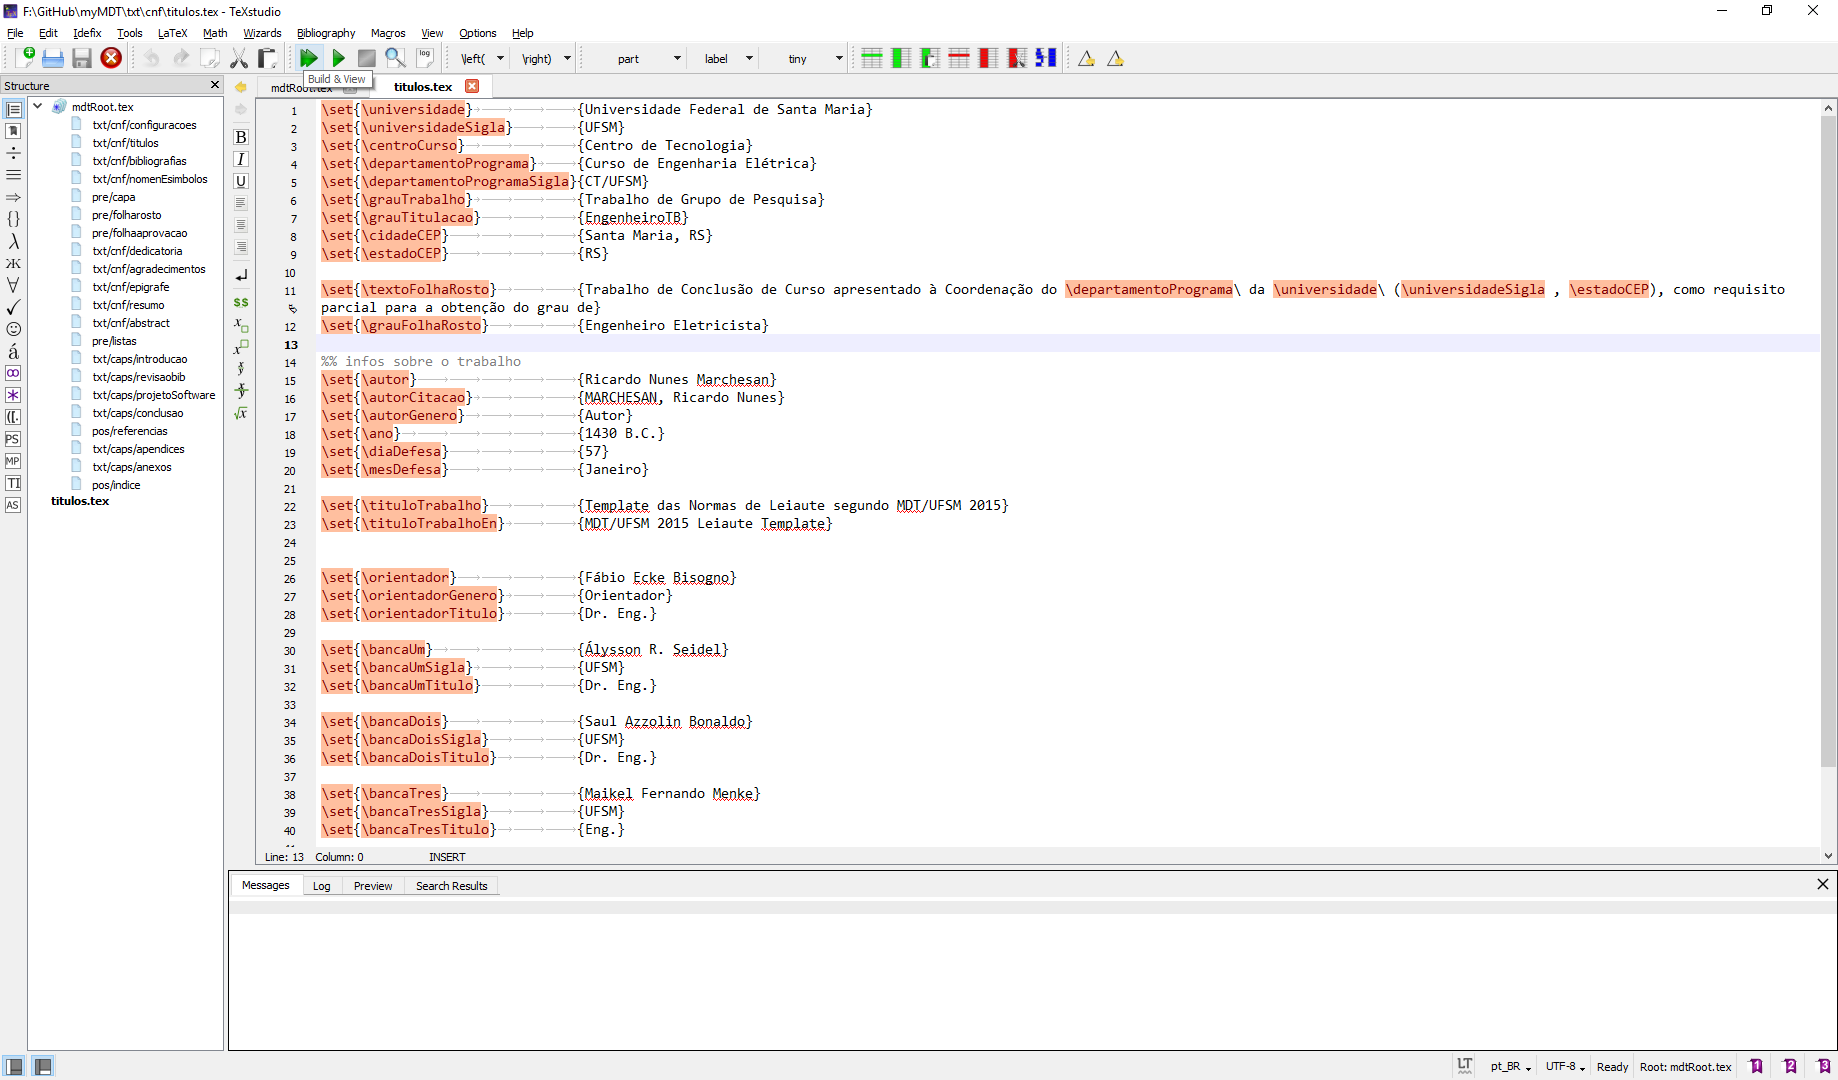 F:\GitHub\myMDT\txt\cnf\titulos.tex - TeXstudio
File Edit Idefix Tools LaTeX Math Wizards Bibliography Macros View Options Help
log \left( \right) part label tiny
Build & View
Structure
mdtRoot.tex
titulos.tex
mdtRoot.tex
txt/cnf/configuracoes
txt/cnf/titulos
txt/cnf/bibliografias
txt/cnf/nomenEsimbolos
pre/capa
pre/folharosto
pre/folhaaprovacao
txt/cnf/dedicatoria
txt/cnf/agradecimentos
txt/cnf/epigrafe
txt/cnf/resumo
txt/cnf/abstract
pre/listas
txt/caps/introducao
txt/caps/revisaobib
txt/caps/projetoSoftware
txt/caps/conclusao
pos/referencias
txt/caps/apendices
txt/caps/anexos
pos/indice
titulos.tex
1 \set{\universidade} {Universidade Federal de Santa Maria}
2 \set{\universidadeSigla} {UFSM}
3 \set{\centroCurso} {Centro de Tecnologia}
4 \set{\departamentoPrograma} {Curso de Engenharia Elétrica}
5 \set{\departamentoProgramaSigla}{CT/UFSM}
6 \set{\grauTrabalho} {Trabalho de Grupo de Pesquisa}
7 \set{\grauTitulacao} {EngenheiroTB}
8 \set{\cidadeCEP} {Santa Maria, RS}
9 \set{\estadoCEP} {RS}
10
11 \set{\textoFolhaRosto} {Trabalho de Conclusão de Curso apresentado à Coordenação do \departamentoPrograma\ da \universidade\ (\universidadeSigla , \estadoCEP), como requisito
parcial para a obtenção do grau de}
12 \set{\grauFolhaRosto} {Engenheiro Eletricista}
13
14 %% infos sobre o trabalho
15 \set{\autor} {Ricardo Nunes Marchesan}
16 \set{\autorCitacao} {MARCHESAN, Ricardo Nunes}
17 \set{\autorGenero} {Autor}
18 \set{\ano} {1430 B.C.}
19 \set{\diaDefesa} {57}
20 \set{\mesDefesa} {Janeiro}
21
22 \set{\tituloTrabalho} {Template das Normas de Leiaute segundo MDT/UFSM 2015}
23 \set{\tituloTrabalhoEn} {MDT/UFSM 2015 Leiaute Template}
24
25
26 \set{\orientador} {Fábio Ecke Bisogno}
27 \set{\orientadorGenero} {Orientador}
28 \set{\orientadorTitulo} {Dr. Eng.}
29
30 \set{\bancaUm} {Álysson R. Seidel}
31 \set{\bancaUmSigla} {UFSM}
32 \set{\bancaUmTitulo} {Dr. Eng.}
33
34 \set{\bancaDois} {Saul Azzolin Bonaldo}
35 \set{\bancaDoisSigla} {UFSM}
36 \set{\bancaDoisTitulo} {Dr. Eng.}
37
38 \set{\bancaTres} {Maikel Fernando Menke}
39 \set{\bancaTresSigla} {UFSM}
40 \set{\bancaTresTitulo} {Eng.}
Line: 13 Column: 0 INSERT
Messages Log Preview Search Results
LT pt_BR UTF-8 Ready Root: mdtRoot.tex 1 2 3